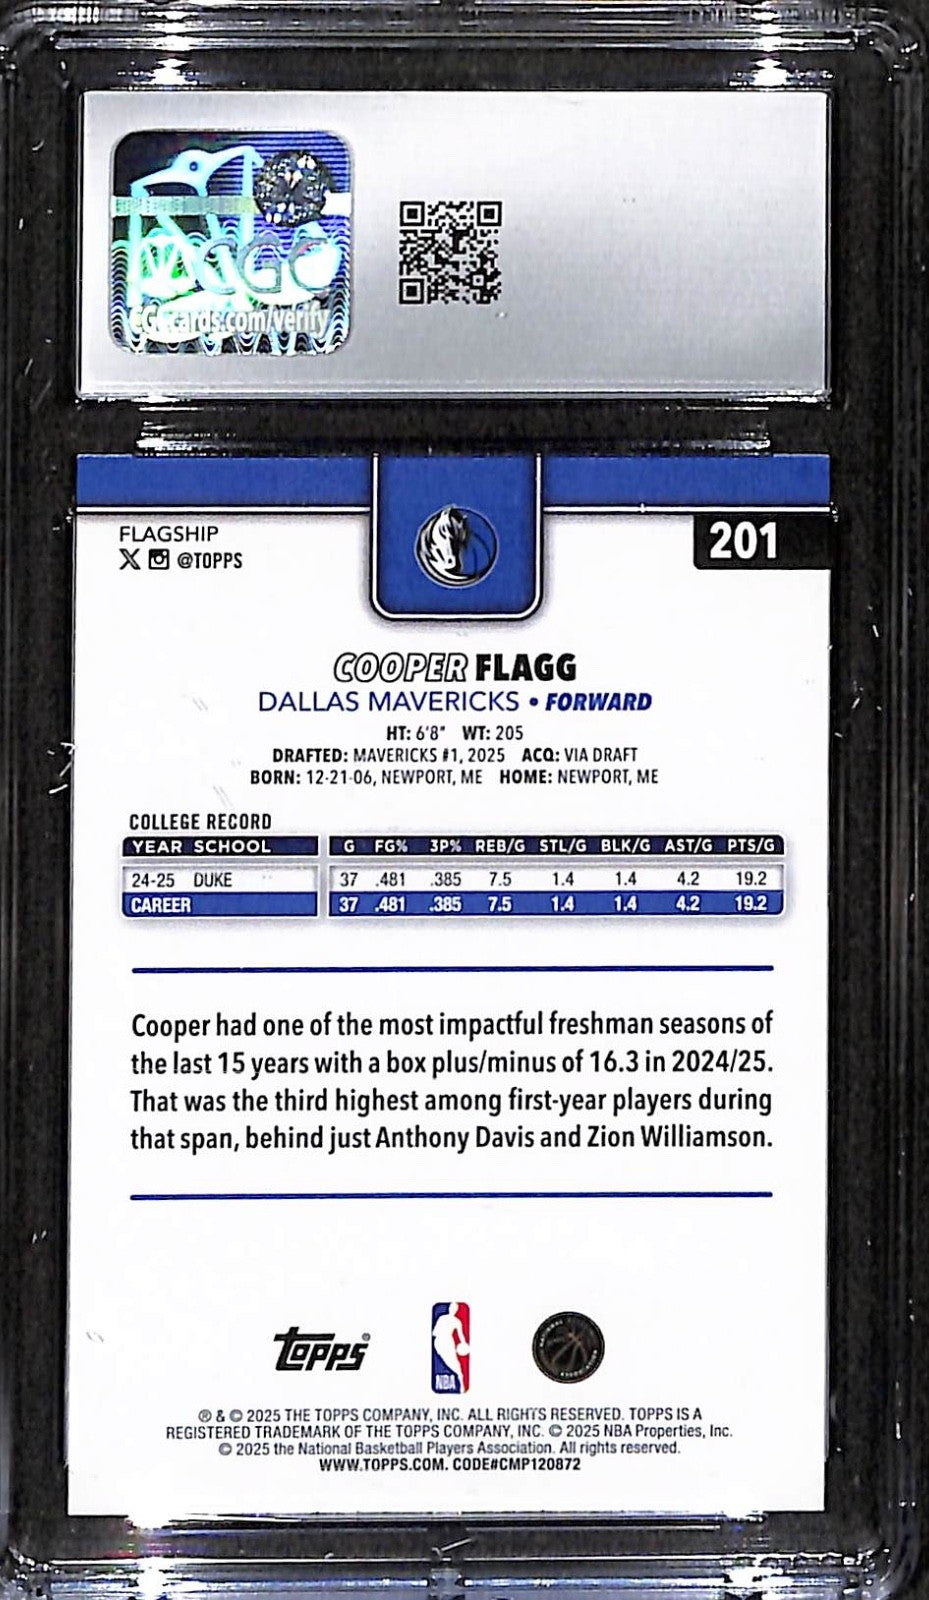 CGC
CGCcards.com/verify
FLAGSHIP
@TOPPS
201
COOPER FLAGG
DALLAS MAVERICKS • FORWARD
HT: 6'8" WT: 205
DRAFTED: MAVERICKS #1, 2025 ACQ: VIA DRAFT
BORN: 12-21-06, NEWPORT, ME HOME: NEWPORT, ME
COLLEGE RECORD
YEAR SCHOOL G FG% 3P% REB/G STL/G BLK/G AST/G PTS/G
24-25 DUKE 37 .481 .385 7.5 1.4 1.4 4.2 19.2
CAREER 37 .481 .385 7.5 1.4 1.4 4.2 19.2
Cooper had one of the most impactful freshman seasons of
the last 15 years with a box plus/minus of 16.3 in 2024/25.
That was the third highest among first-year players during
that span, behind just Anthony Davis and Zion Williamson.
Topps®
NBA
® & © 2025 THE TOPPS COMPANY, INC. ALL RIGHTS RESERVED. TOPPS IS A
REGISTERED TRADEMARK OF THE TOPPS COMPANY, INC. © 2025 NBA Properties, Inc.
© 2025 the National Basketball Players Association. All rights reserved.
WWW.TOPPS.COM. CODE#CMP120872